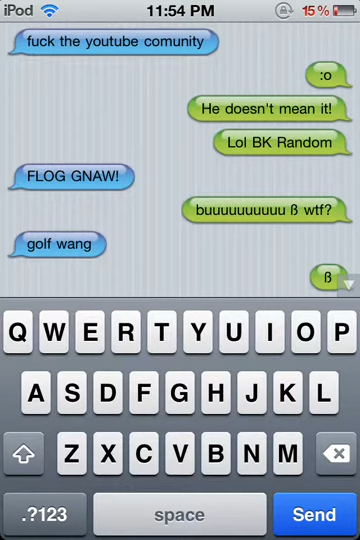 iPod 11:54 PM 15%
fuck the youtube comunity
:o
He doesn't mean it!
Lol BK Random
FLOG GNAW!
buuuuuuuuuu ß wtf?
golf wang
ß
Q W E R T Y U I O P
A S D F G H J K L
Z X C V B N M
.?123 space Send